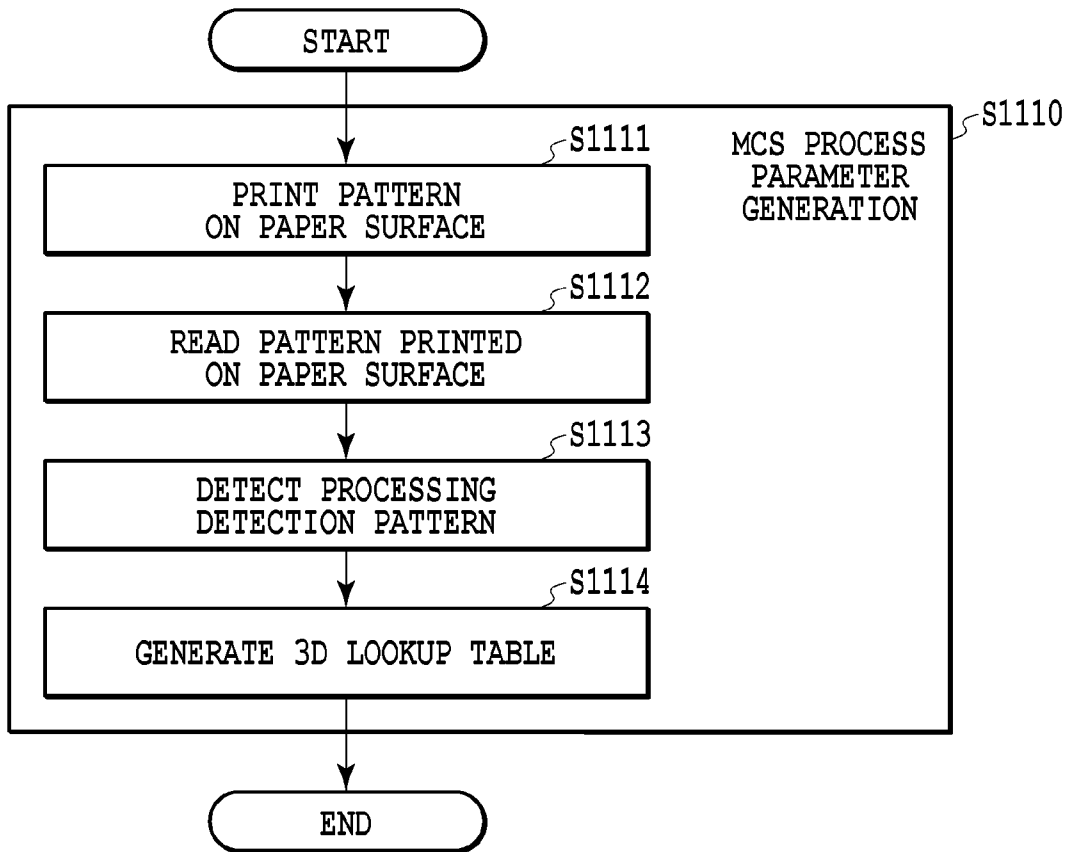 START
S1110
MCS PROCESS
PARAMETER
GENERATION
S1111
PRINT PATTERN
ON PAPER SURFACE
S1112
READ PATTERN PRINTED
ON PAPER SURFACE
S1113
DETECT PROCESSING
DETECTION PATTERN
S1114
GENERATE 3D LOOKUP TABLE
END